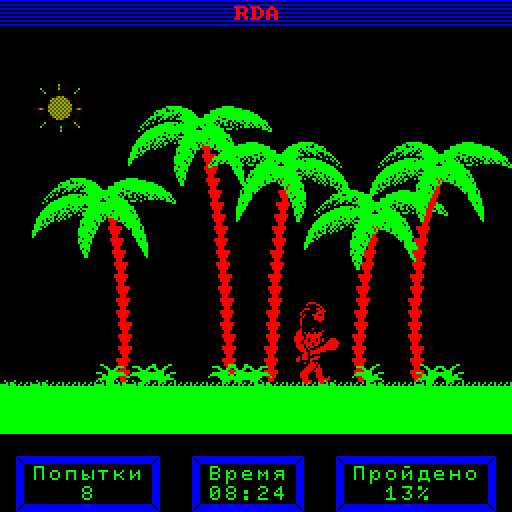 RDA
Попытки
8
Время
08:24
Пройдено
13%